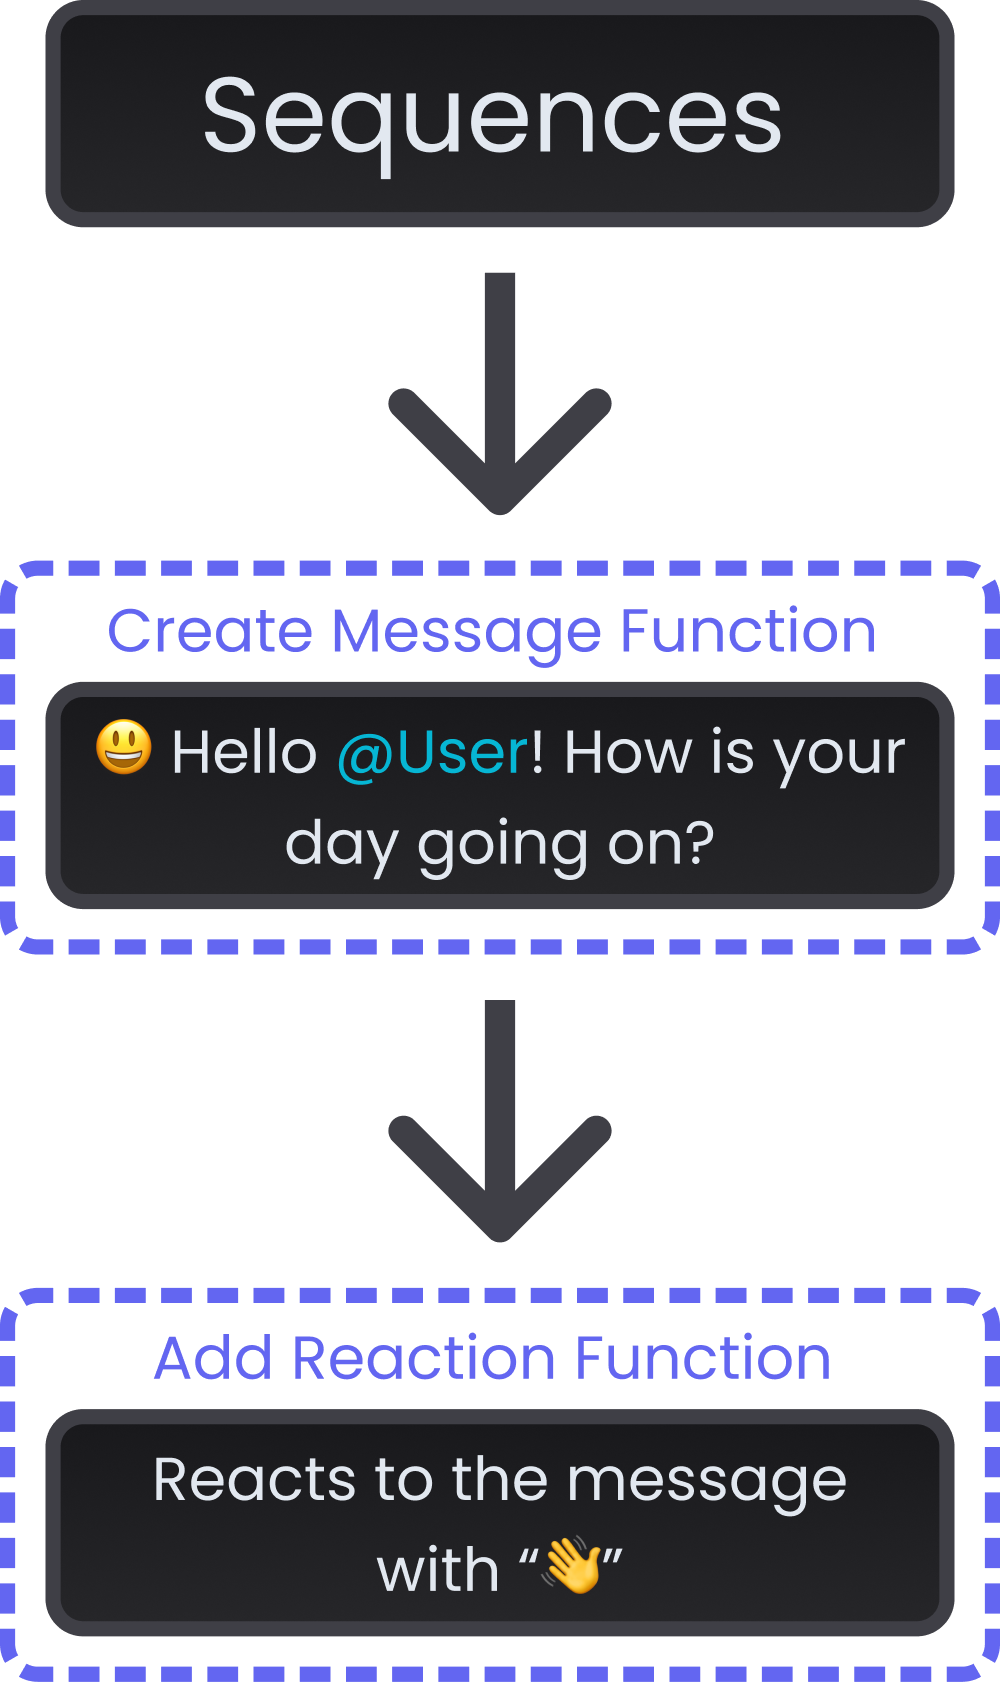 Sequences
Create Message Function
😃 Hello @User! How is your
day going on?
Add Reaction Function
Reacts to the message
with “👋”